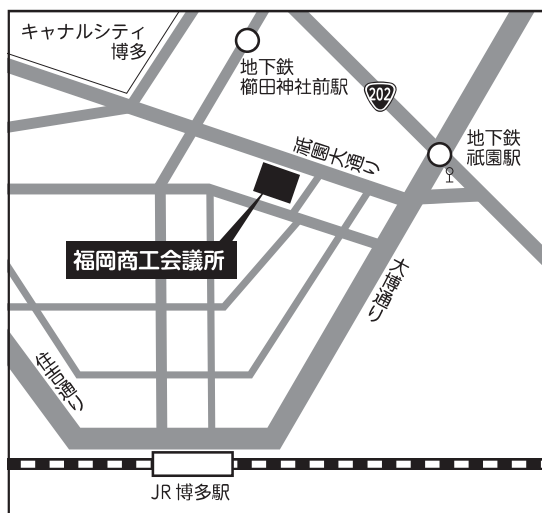 キャナルシティ
博多
地下鉄
櫛田神社前駅
202
地下鉄
祇園駅
祇園大通り
福岡商工会議所
大博通り
住吉通り
JR 博多駅